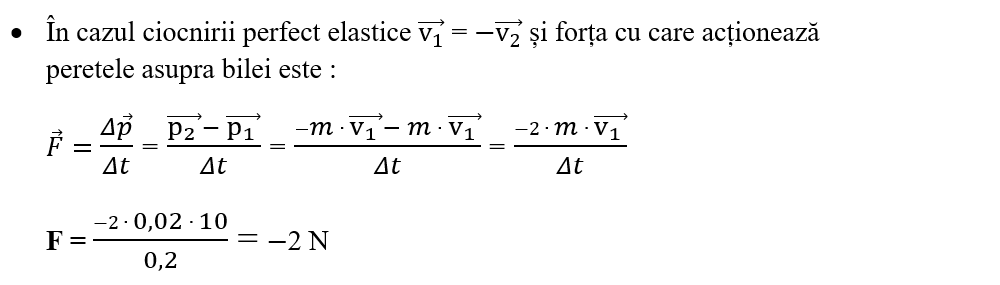 • În cazul ciocnirii perfect elastice v₁⃗ = −v₂⃗ și forța cu care acționează
peretele asupra bilei este :
F⃗ = Δp⃗/Δt = (p₂⃗ − p₁⃗)/Δt = (−m · v₁⃗ − m · v₁⃗)/Δt = (−2 · m · v₁⃗)/Δt
F = (−2 · 0,02 · 10)/0,2 = −2 N